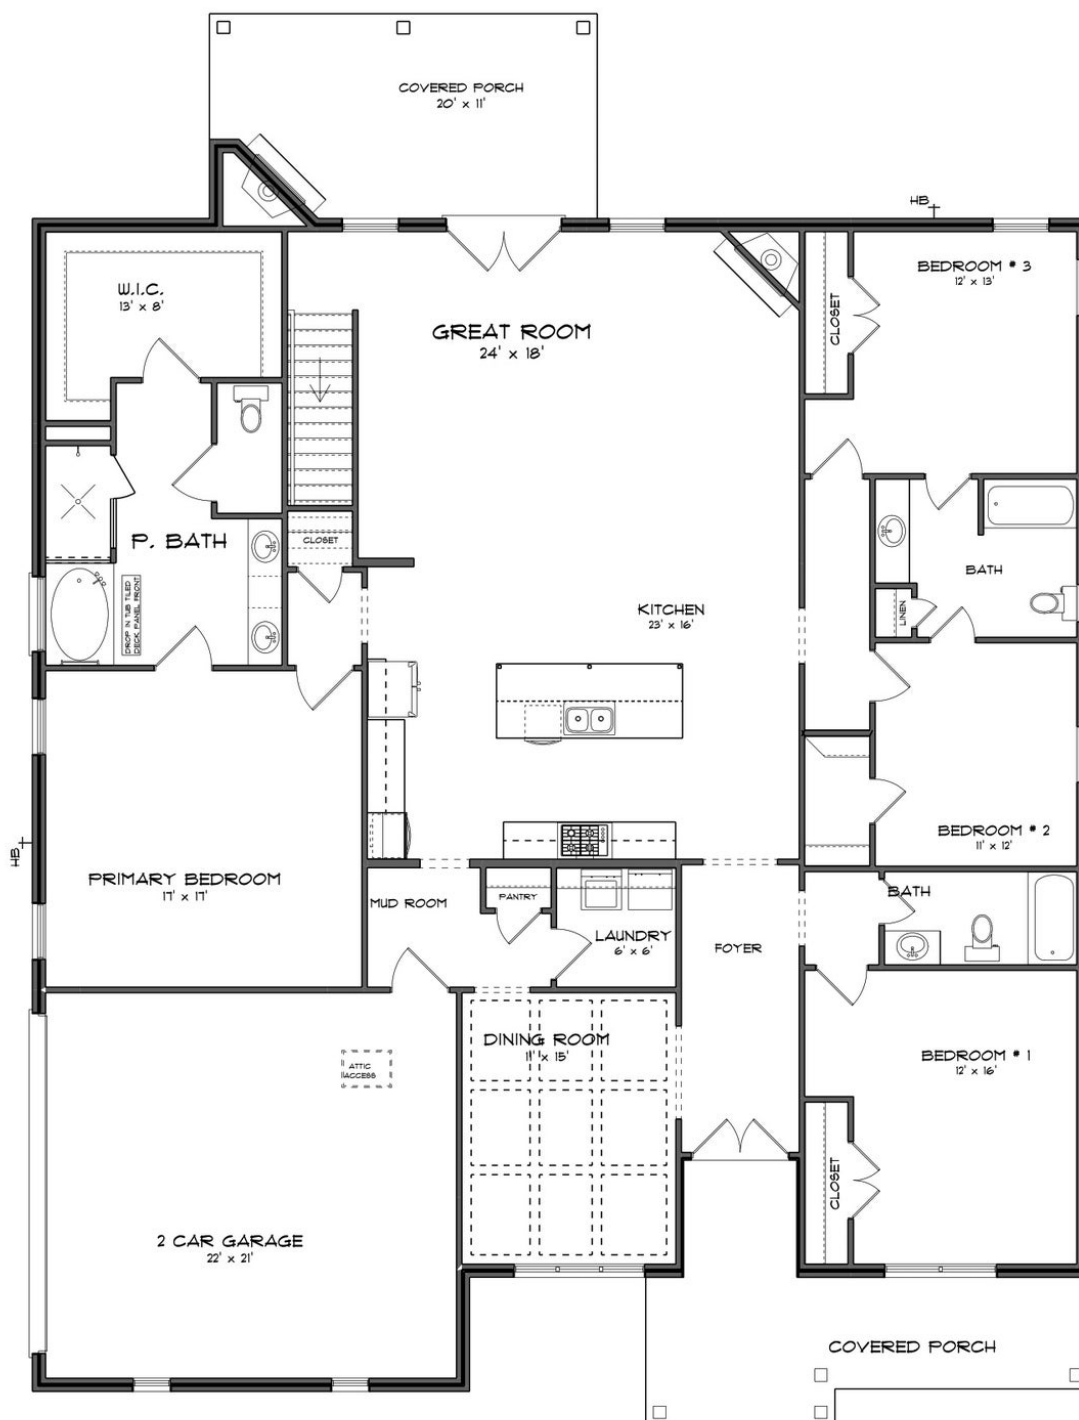 COVERED PORCH
20' x 11'
HB
W.I.C.
13' x 8'
GREAT ROOM
24' x 18'
CLOSET
BEDROOM # 3
12' x 13'
P. BATH
CLOSET
DROP IN TUB TILED
DECK, PANEL FRONT
KITCHEN
23' x 16'
BATH
LINEN
HB
PRIMARY BEDROOM
17' x 17'
BEDROOM # 2
11' x 12'
MUD ROOM
PANTRY
LAUNDRY
6' x 6'
FOYER
BATH
DINING ROOM
11' x 15'
ATTIC
ACCESS
BEDROOM # 1
12' x 16'
CLOSET
2 CAR GARAGE
22' x 21'
COVERED PORCH